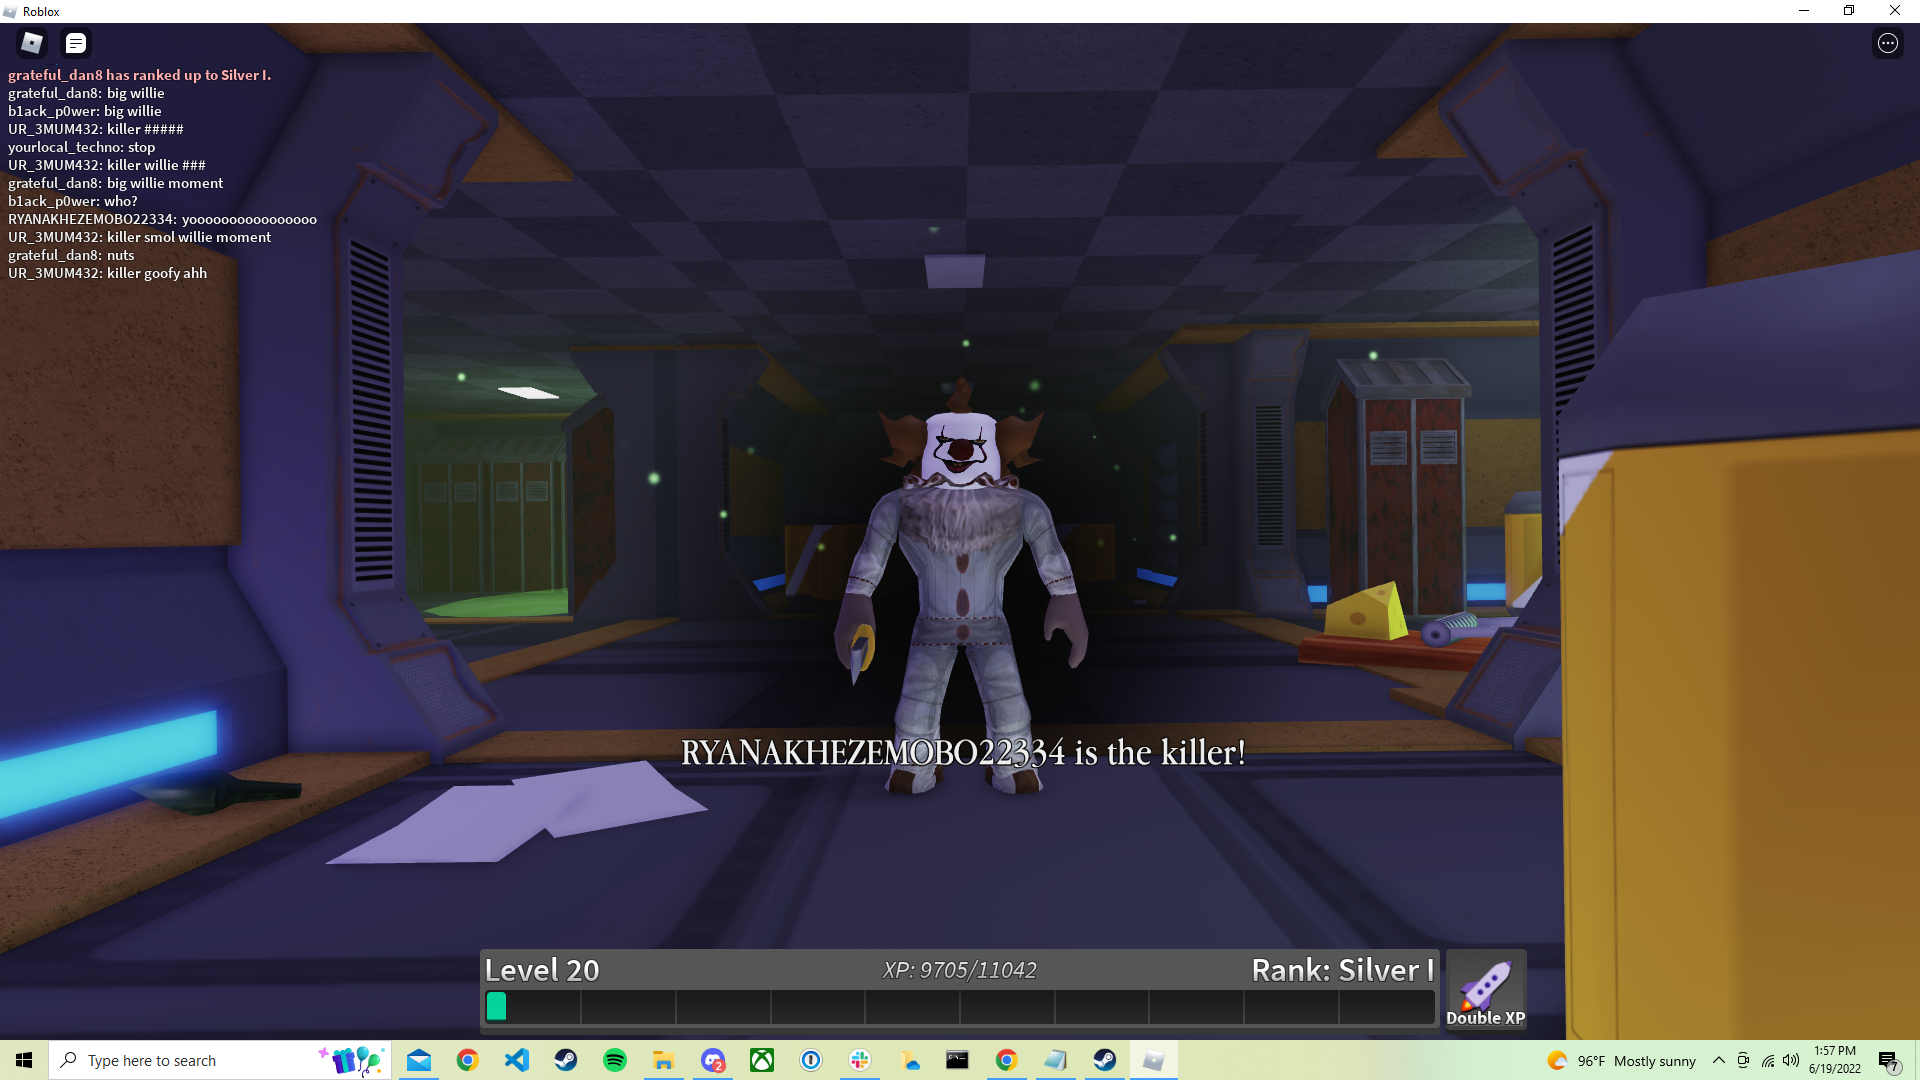 Roblox
grateful_dan8 has ranked up to Silver I.
grateful_dan8: big willie
b1ack_p0wer: big willie
UR_3MUM432: killer #####
yourlocal_techno: stop
UR_3MUM432: killer willie ###
grateful_dan8: big willie moment
b1ack_p0wer: who?
RYANAKHEZEMOBO22334: yoooooooooooooooo
UR_3MUM432: killer smol willie moment
grateful_dan8: nuts
UR_3MUM432: killer goofy ahh
RYANAKHEZEMOBO22334 is the killer!
Level 20 XP: 9705/11042 Rank: Silver I
Double XP
Type here to search
2
96°F Mostly sunny
1:57 PM
6/19/2022
7